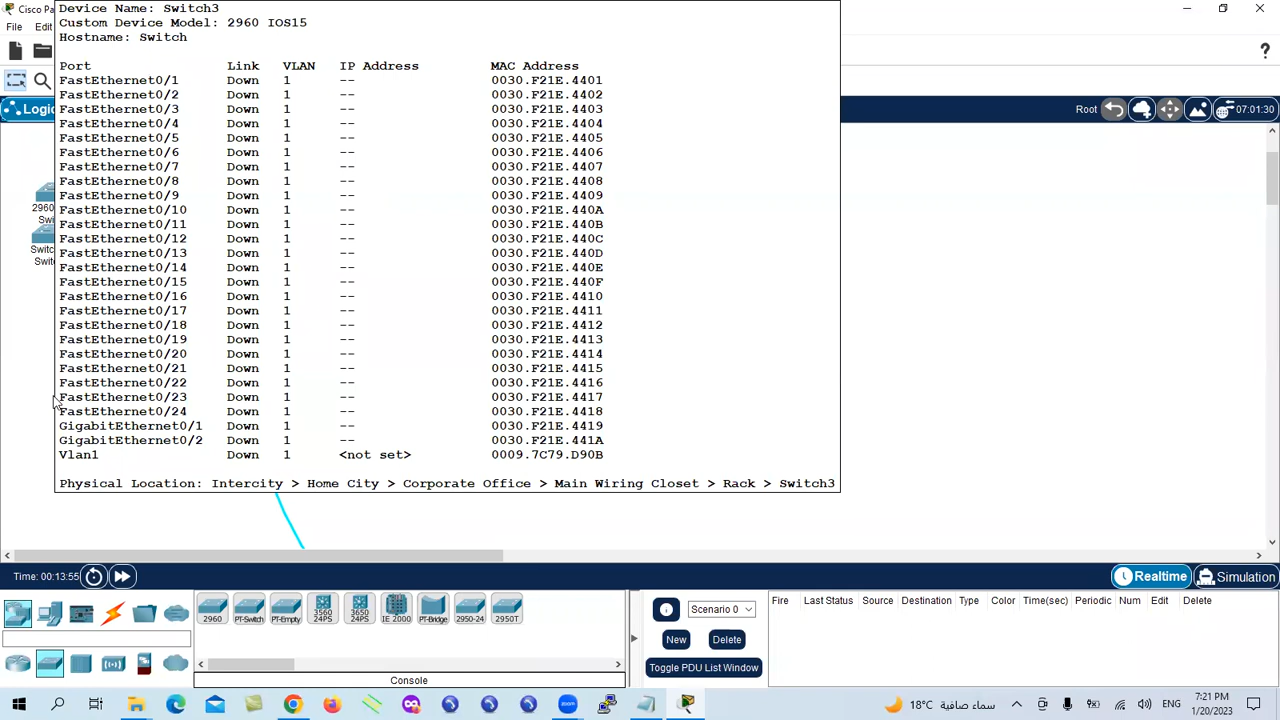 Cisco Pa
Device Name: Switch3
Custom Device Model: 2960 IOS15
Hostname: Switch
File Edit
Port Link VLAN IP Address MAC Address
FastEthernet0/1 Down 1 -- 0030.F21E.4401
FastEthernet0/2 Down 1 -- 0030.F21E.4402
FastEthernet0/3 Down 1 -- 0030.F21E.4403
FastEthernet0/4 Down 1 -- 0030.F21E.4404
FastEthernet0/5 Down 1 -- 0030.F21E.4405
FastEthernet0/6 Down 1 -- 0030.F21E.4406
FastEthernet0/7 Down 1 -- 0030.F21E.4407
FastEthernet0/8 Down 1 -- 0030.F21E.4408
FastEthernet0/9 Down 1 -- 0030.F21E.4409
FastEthernet0/10 Down 1 -- 0030.F21E.440A
FastEthernet0/11 Down 1 -- 0030.F21E.440B
FastEthernet0/12 Down 1 -- 0030.F21E.440C
FastEthernet0/13 Down 1 -- 0030.F21E.440D
FastEthernet0/14 Down 1 -- 0030.F21E.440E
FastEthernet0/15 Down 1 -- 0030.F21E.440F
FastEthernet0/16 Down 1 -- 0030.F21E.4410
FastEthernet0/17 Down 1 -- 0030.F21E.4411
FastEthernet0/18 Down 1 -- 0030.F21E.4412
FastEthernet0/19 Down 1 -- 0030.F21E.4413
FastEthernet0/20 Down 1 -- 0030.F21E.4414
FastEthernet0/21 Down 1 -- 0030.F21E.4415
FastEthernet0/22 Down 1 -- 0030.F21E.4416
FastEthernet0/23 Down 1 -- 0030.F21E.4417
FastEthernet0/24 Down 1 -- 0030.F21E.4418
GigabitEthernet0/1 Down 1 -- 0030.F21E.4419
GigabitEthernet0/2 Down 1 -- 0030.F21E.441A
Vlan1 Down 1 <not set> 0009.7C79.D90B
Physical Location: Intercity > Home City > Corporate Office > Main Wiring Closet > Rack > Switch3
Logic
Root
07:01:30
2960
Swi
Switc
Swit
Time: 00:13:55
Realtime
Simulation
2960 PT-Switch PT-Empty 3560 24PS 3650 24PS IE 2000 PT-Bridge 2950-24 2950T
Scenario 0
New Delete
Toggle PDU List Window
Fire Last Status Source Destination Type Color Time(sec) Periodic Num Edit Delete
Console
zoom
18°C سماء صافية
ENG
7:21 PM
1/20/2023